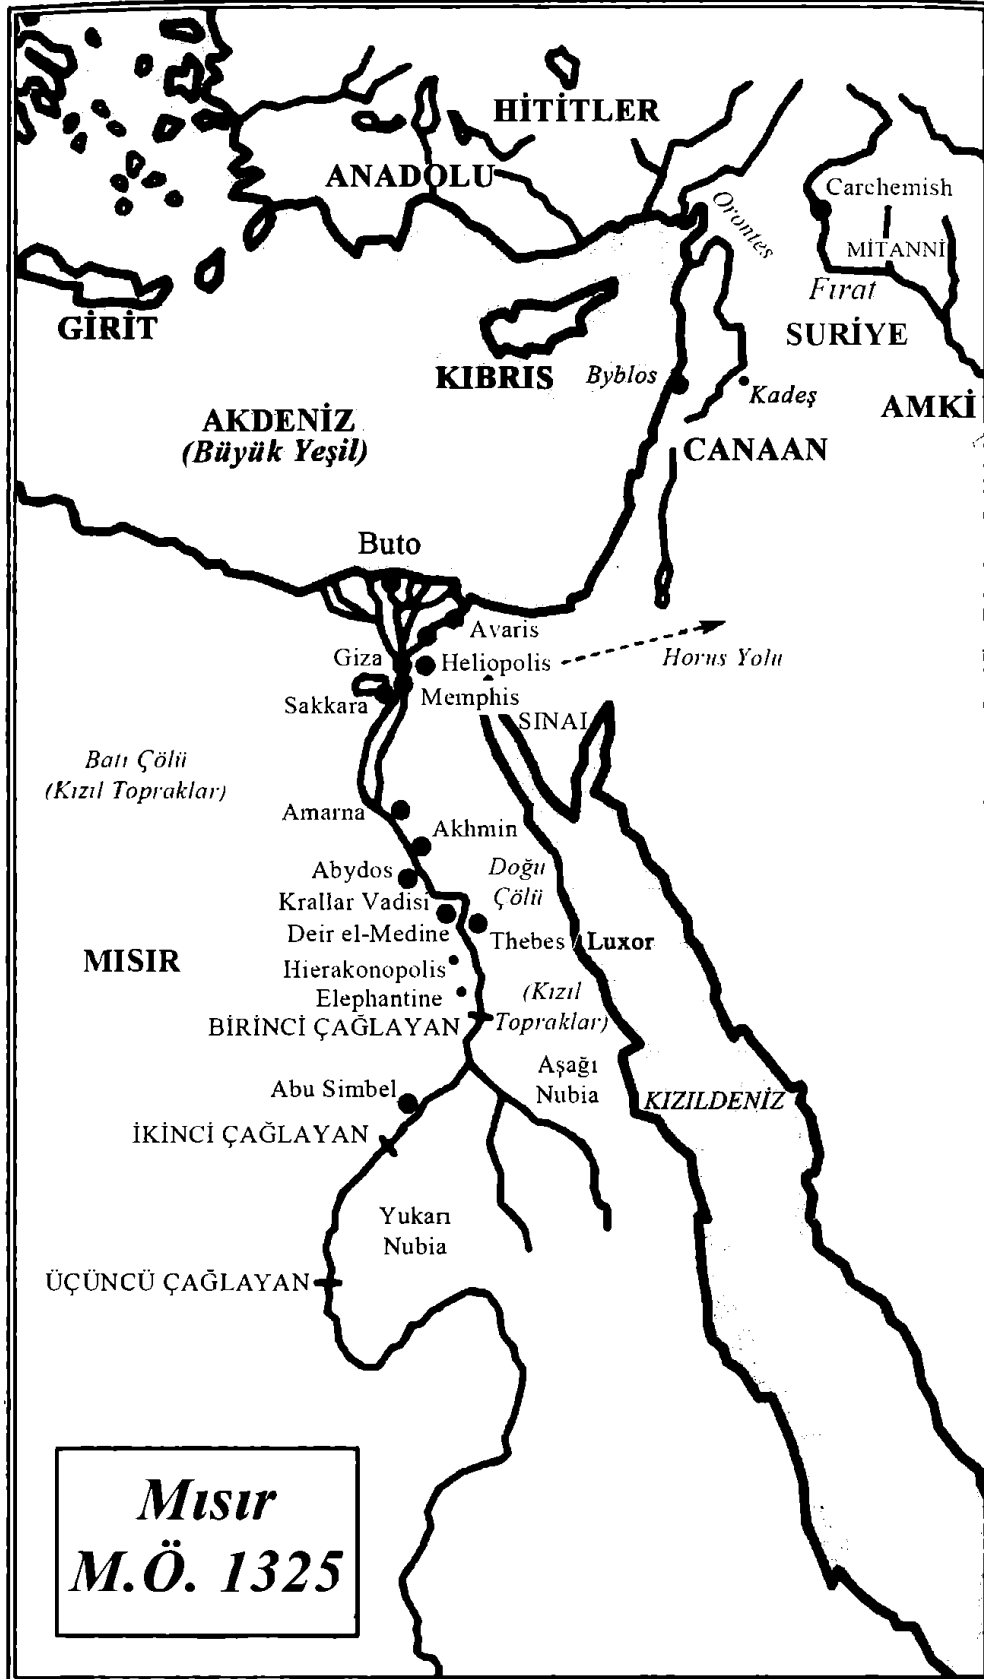 HİTİTLER
ANADOLU
Orontes
Carchemish
MİTANNİ
Fırat
GİRİT
SURİYE
KIBRIS
Byblos
Kadeş
AMKİ
AKDENİZ
(Büyük Yeşil)
CANAAN
Buto
Avaris
Giza
Heliopolis
Horus Yolu
Sakkara
Memphis
SINAI
Batı Çölü
(Kızıl Topraklar)
Amarna
Akhmin
Abydos
Doğu
Çölü
Krallar Vadisi
Deir el-Medine
Thebes
Luxor
MISIR
Hierakonopolis
Elephantine
(Kızıl
Topraklar)
BİRİNCİ ÇAĞLAYAN
Aşağı
Nubia
Abu Simbel
KIZILDENİZ
İKİNCİ ÇAĞLAYAN
Yukarı
Nubia
ÜÇÜNCÜ ÇAĞLAYAN
Mısır
M.Ö. 1325